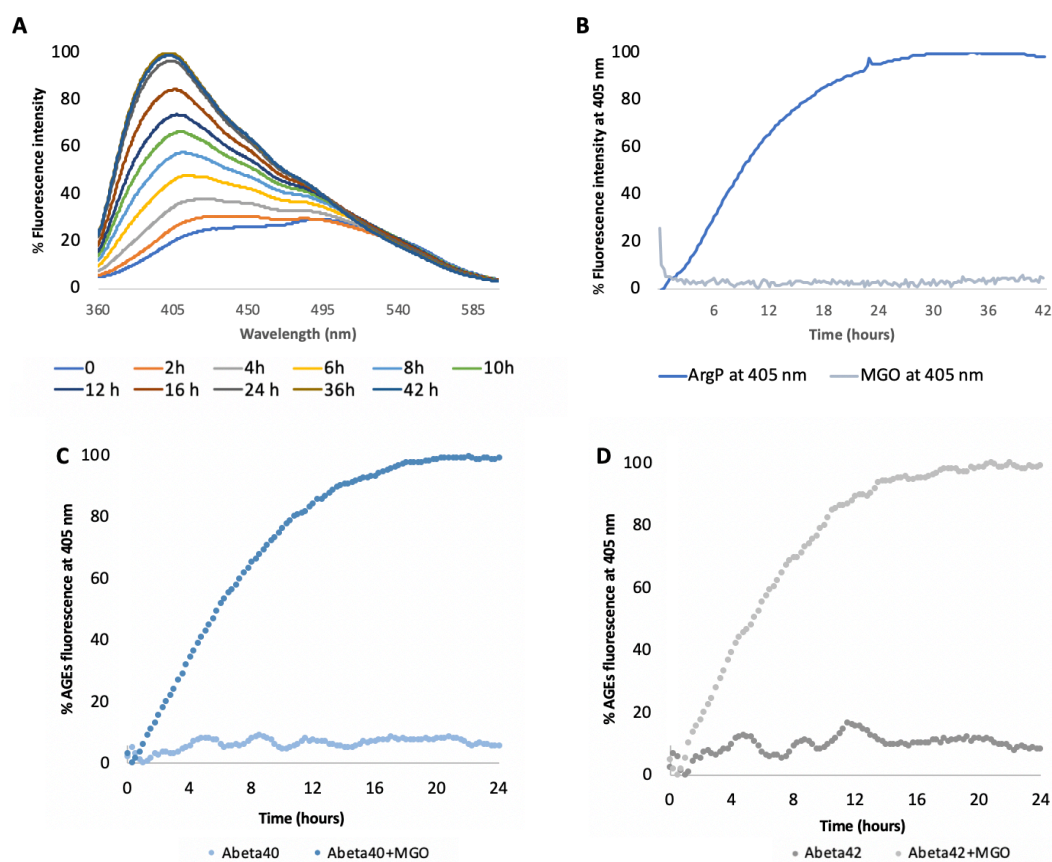 A
% Fluorescence intensity
100
80
60
40
20
0
360 405 450 495 540 585
Wavelength (nm)
0 2h 4h 6h 8h 10h
12 h 16 h 24 h 36h 42 h
B
% Fluorescence intensity at 405 nm
100
80
60
40
20
0
6 12 18 24 30 36 42
Time (hours)
ArgP at 405 nm MGO at 405 nm
C
% AGEs fluorescence at 405 nm
100
80
60
40
20
0
0 4 8 12 16 20 24
Time (hours)
Abeta40 Abeta40+MGO
D
% AGEs fluorescence at 405 nm
100
80
60
40
20
0
0 4 8 12 16 20 24
Time (hours)
Abeta42 Abeta42+MGO